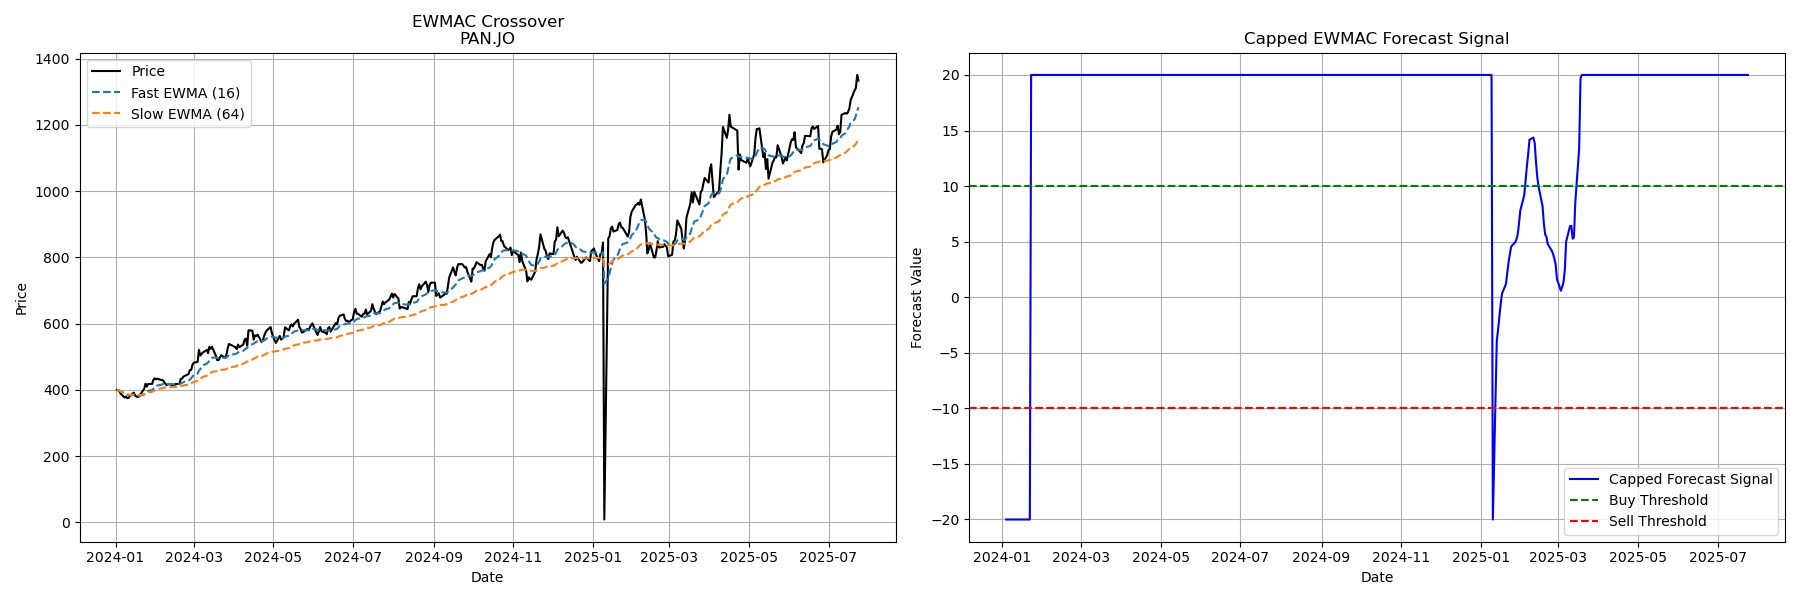 EWMAC Crossover
PAN.JO
Price
Fast EWMA (16)
Slow EWMA (64)
1400
1200
1000
800
600
400
200
0
Price
2024-01 2024-03 2024-05 2024-07 2024-09 2024-11 2025-01 2025-03 2025-05 2025-07
Date
Capped EWMAC Forecast Signal
20
15
10
5
0
−5
−10
−15
−20
Forecast Value
Capped Forecast Signal
Buy Threshold
Sell Threshold
2024-01 2024-03 2024-05 2024-07 2024-09 2024-11 2025-01 2025-03 2025-05 2025-07
Date